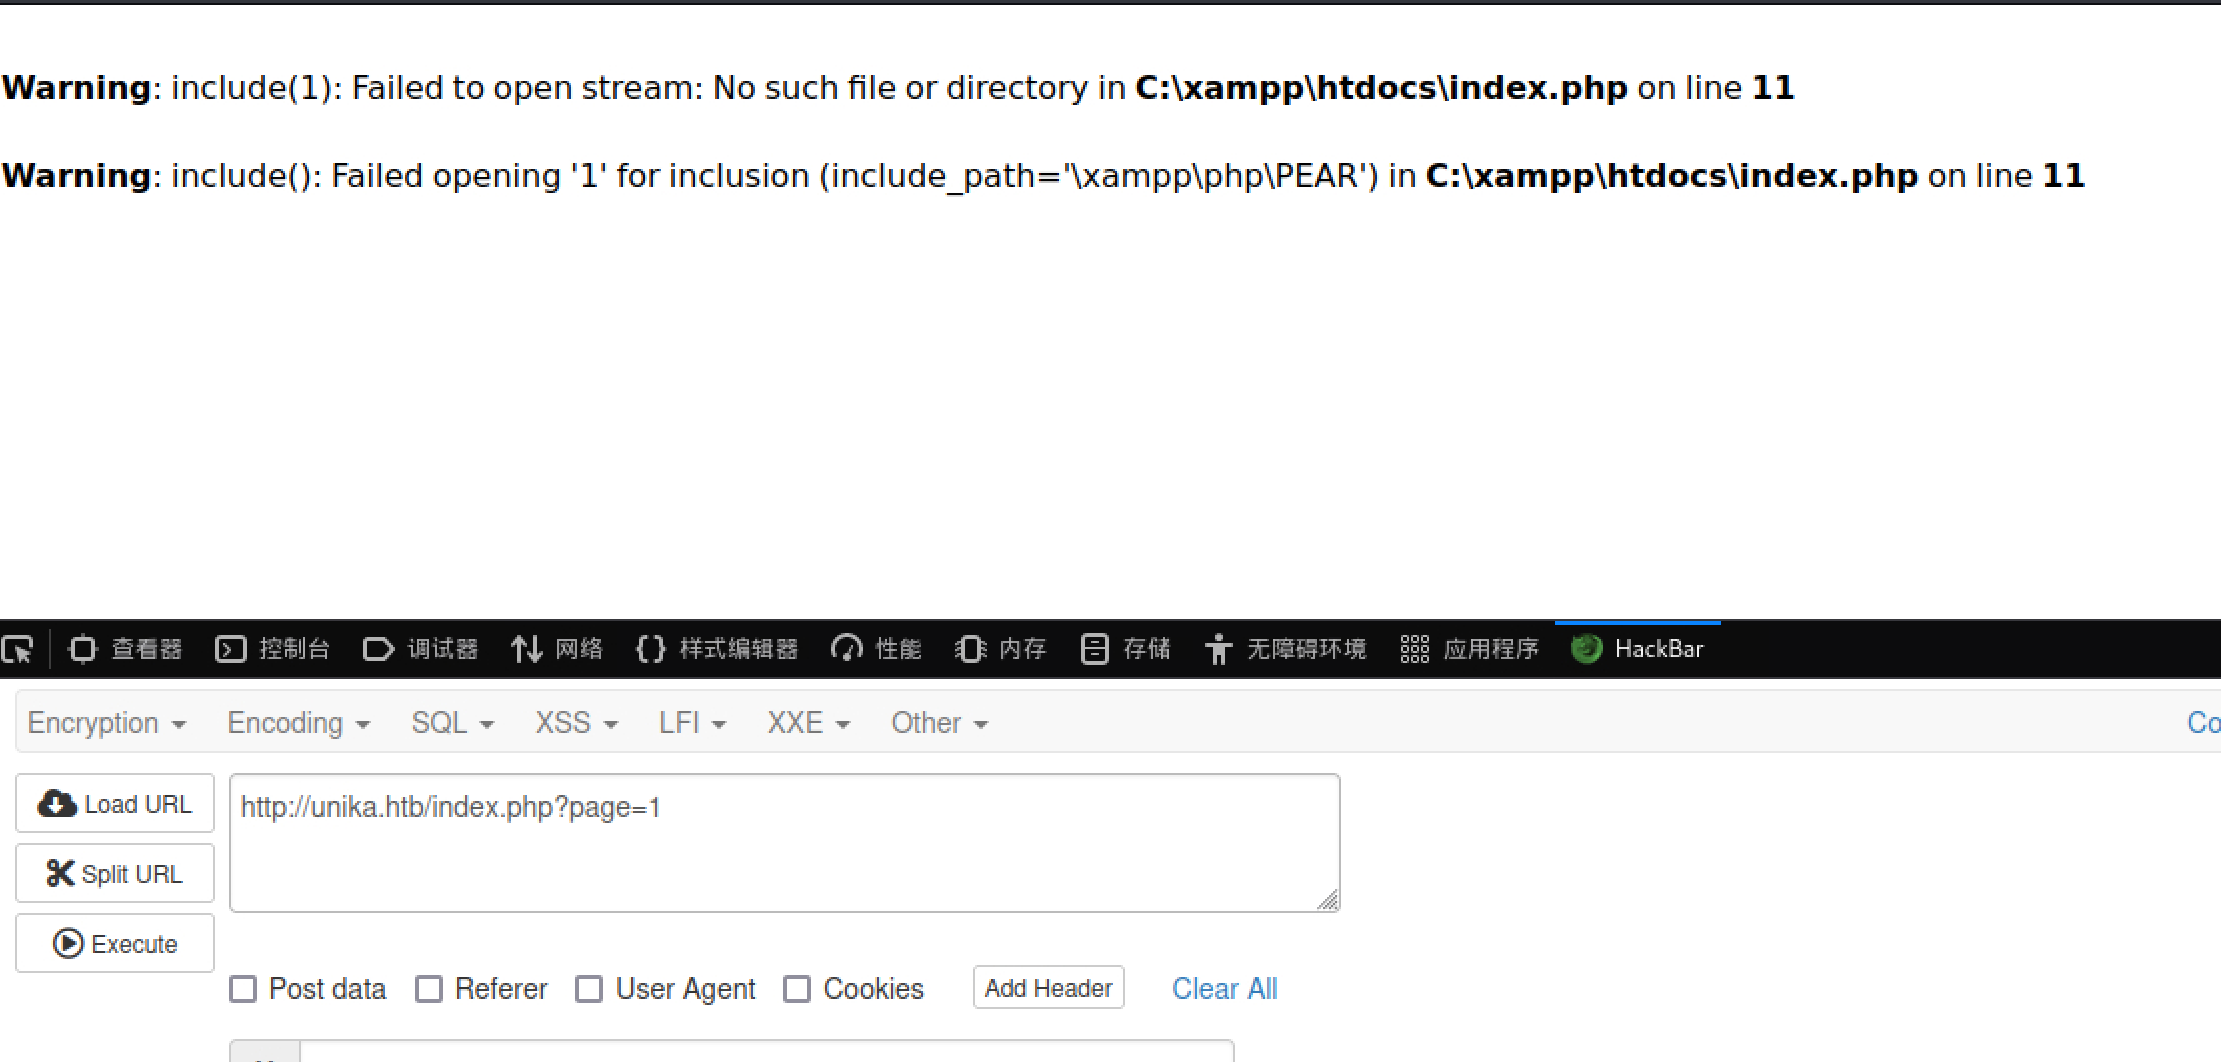 Warning: include(1): Failed to open stream: No such file or directory in C:\xampp\htdocs\index.php on line 11
Warning: include(): Failed opening '1' for inclusion (include_path='\xampp\php\PEAR') in C:\xampp\htdocs\index.php on line 11
查看器 控制台 调试器 网络 样式编辑器 性能 内存 存储 无障碍环境 应用程序 HackBar
Encryption Encoding SQL XSS LFI XXE Other Co
Load URL
http://unika.htb/index.php?page=1
Split URL
Execute
Post data Referer User Agent Cookies Add Header Clear All